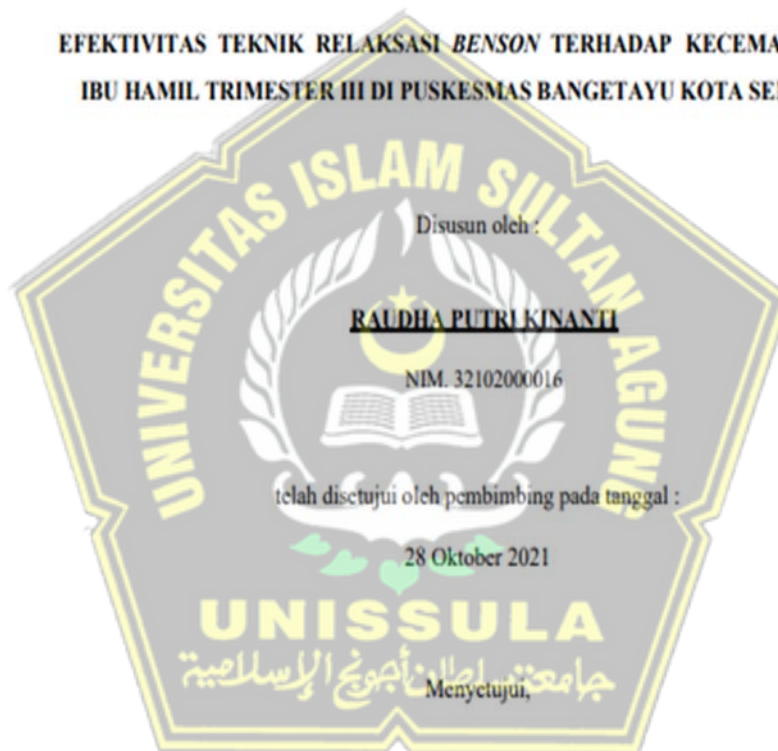 EFEKTIVITAS TEKNIK RELAKSASI BENSON TERHADAP KECEMA
IBU HAMIL TRIMESTER III DI PUSKESMAS BANGETAYU KOTA SE
UNIVERSITAS ISLAM SULTAN AGUNG
Disusun oleh :
RAUDHA PUTRI KINANTI
NIM. 32102000016
telah disetujui oleh pembimbing pada tanggal :
28 Oktober 2021
UNISSULA
جامعة سلطان أجونج الإسلامية
Menyetujui,